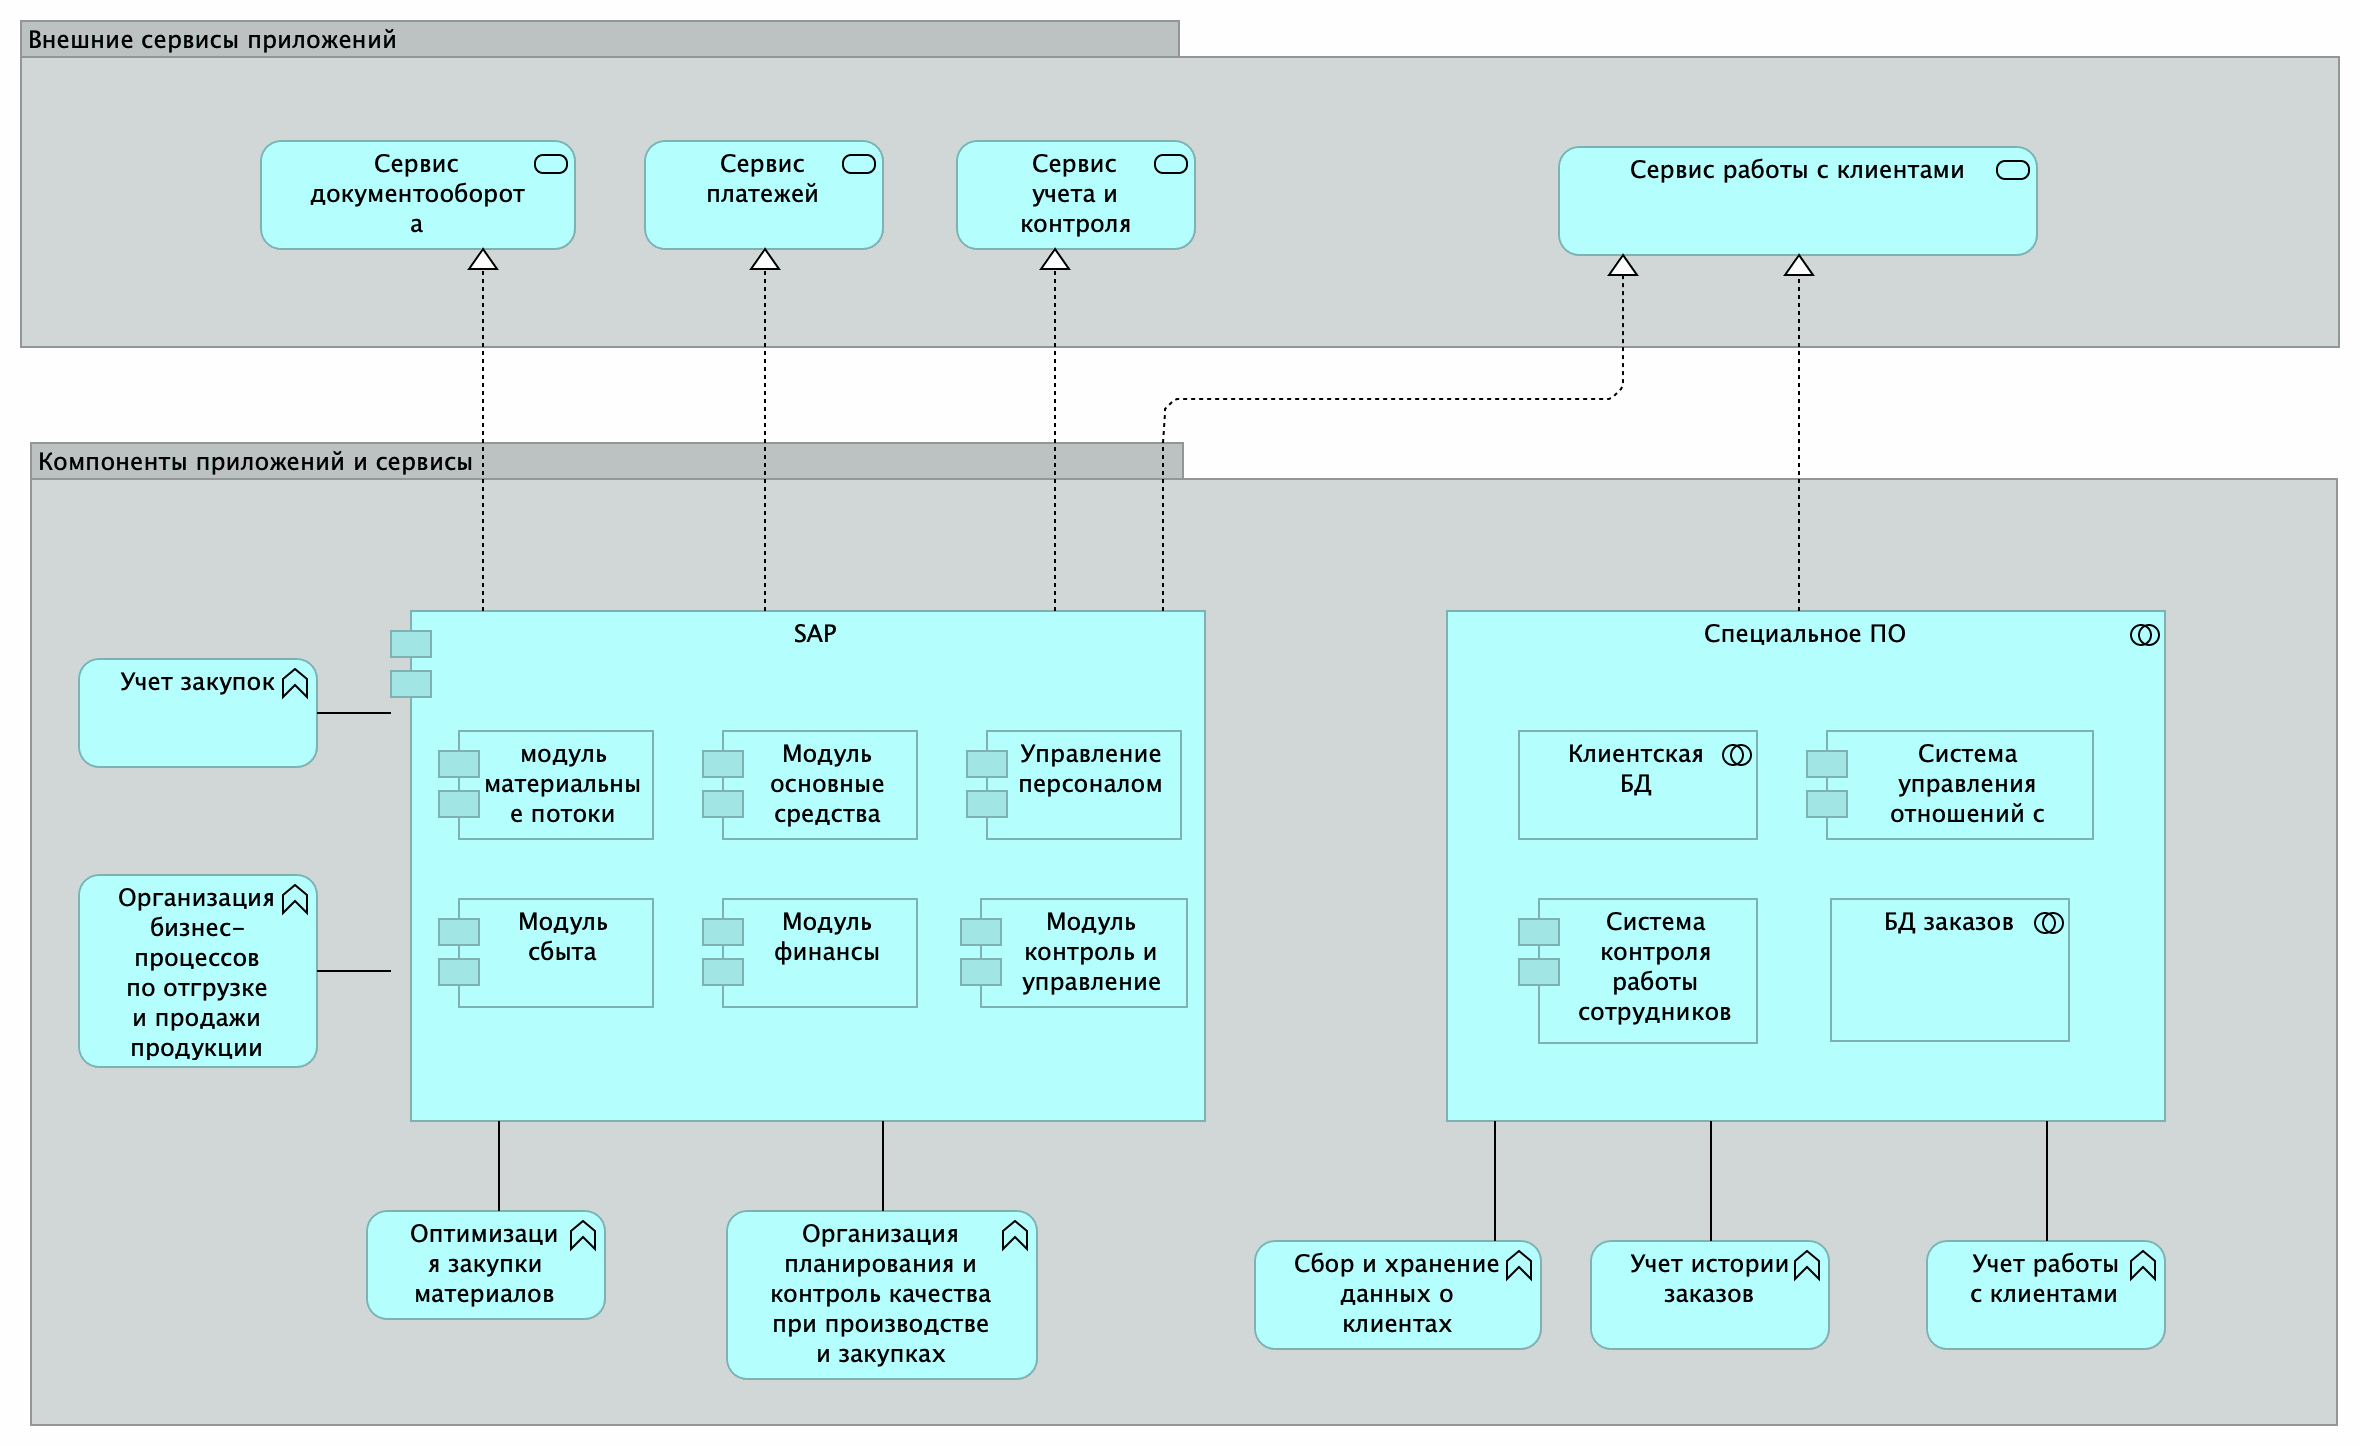 Внешние сервисы приложений
Сервис
документооборот
а
Сервис
платежей
Сервис
учета и
контроля
Сервис работы с клиентами
Компоненты приложений и сервисы
SAP
Специальное ПО
Учет закупок
модуль
материальны
е потоки
Модуль
основные
средства
Управление
персоналом
Клиентская
БД
Система
управления
отношений с
Организация
бизнес-
процессов
по отгрузке
и продажи
продукции
Модуль
сбыта
Модуль
финансы
Модуль
контроль и
управление
Система
контроля
работы
сотрудников
БД заказов
Оптимизаци
я закупки
материалов
Организация
планирования и
контроль качества
при производстве
и закупках
Сбор и хранение
данных о
клиентах
Учет истории
заказов
Учет работы
с клиентами